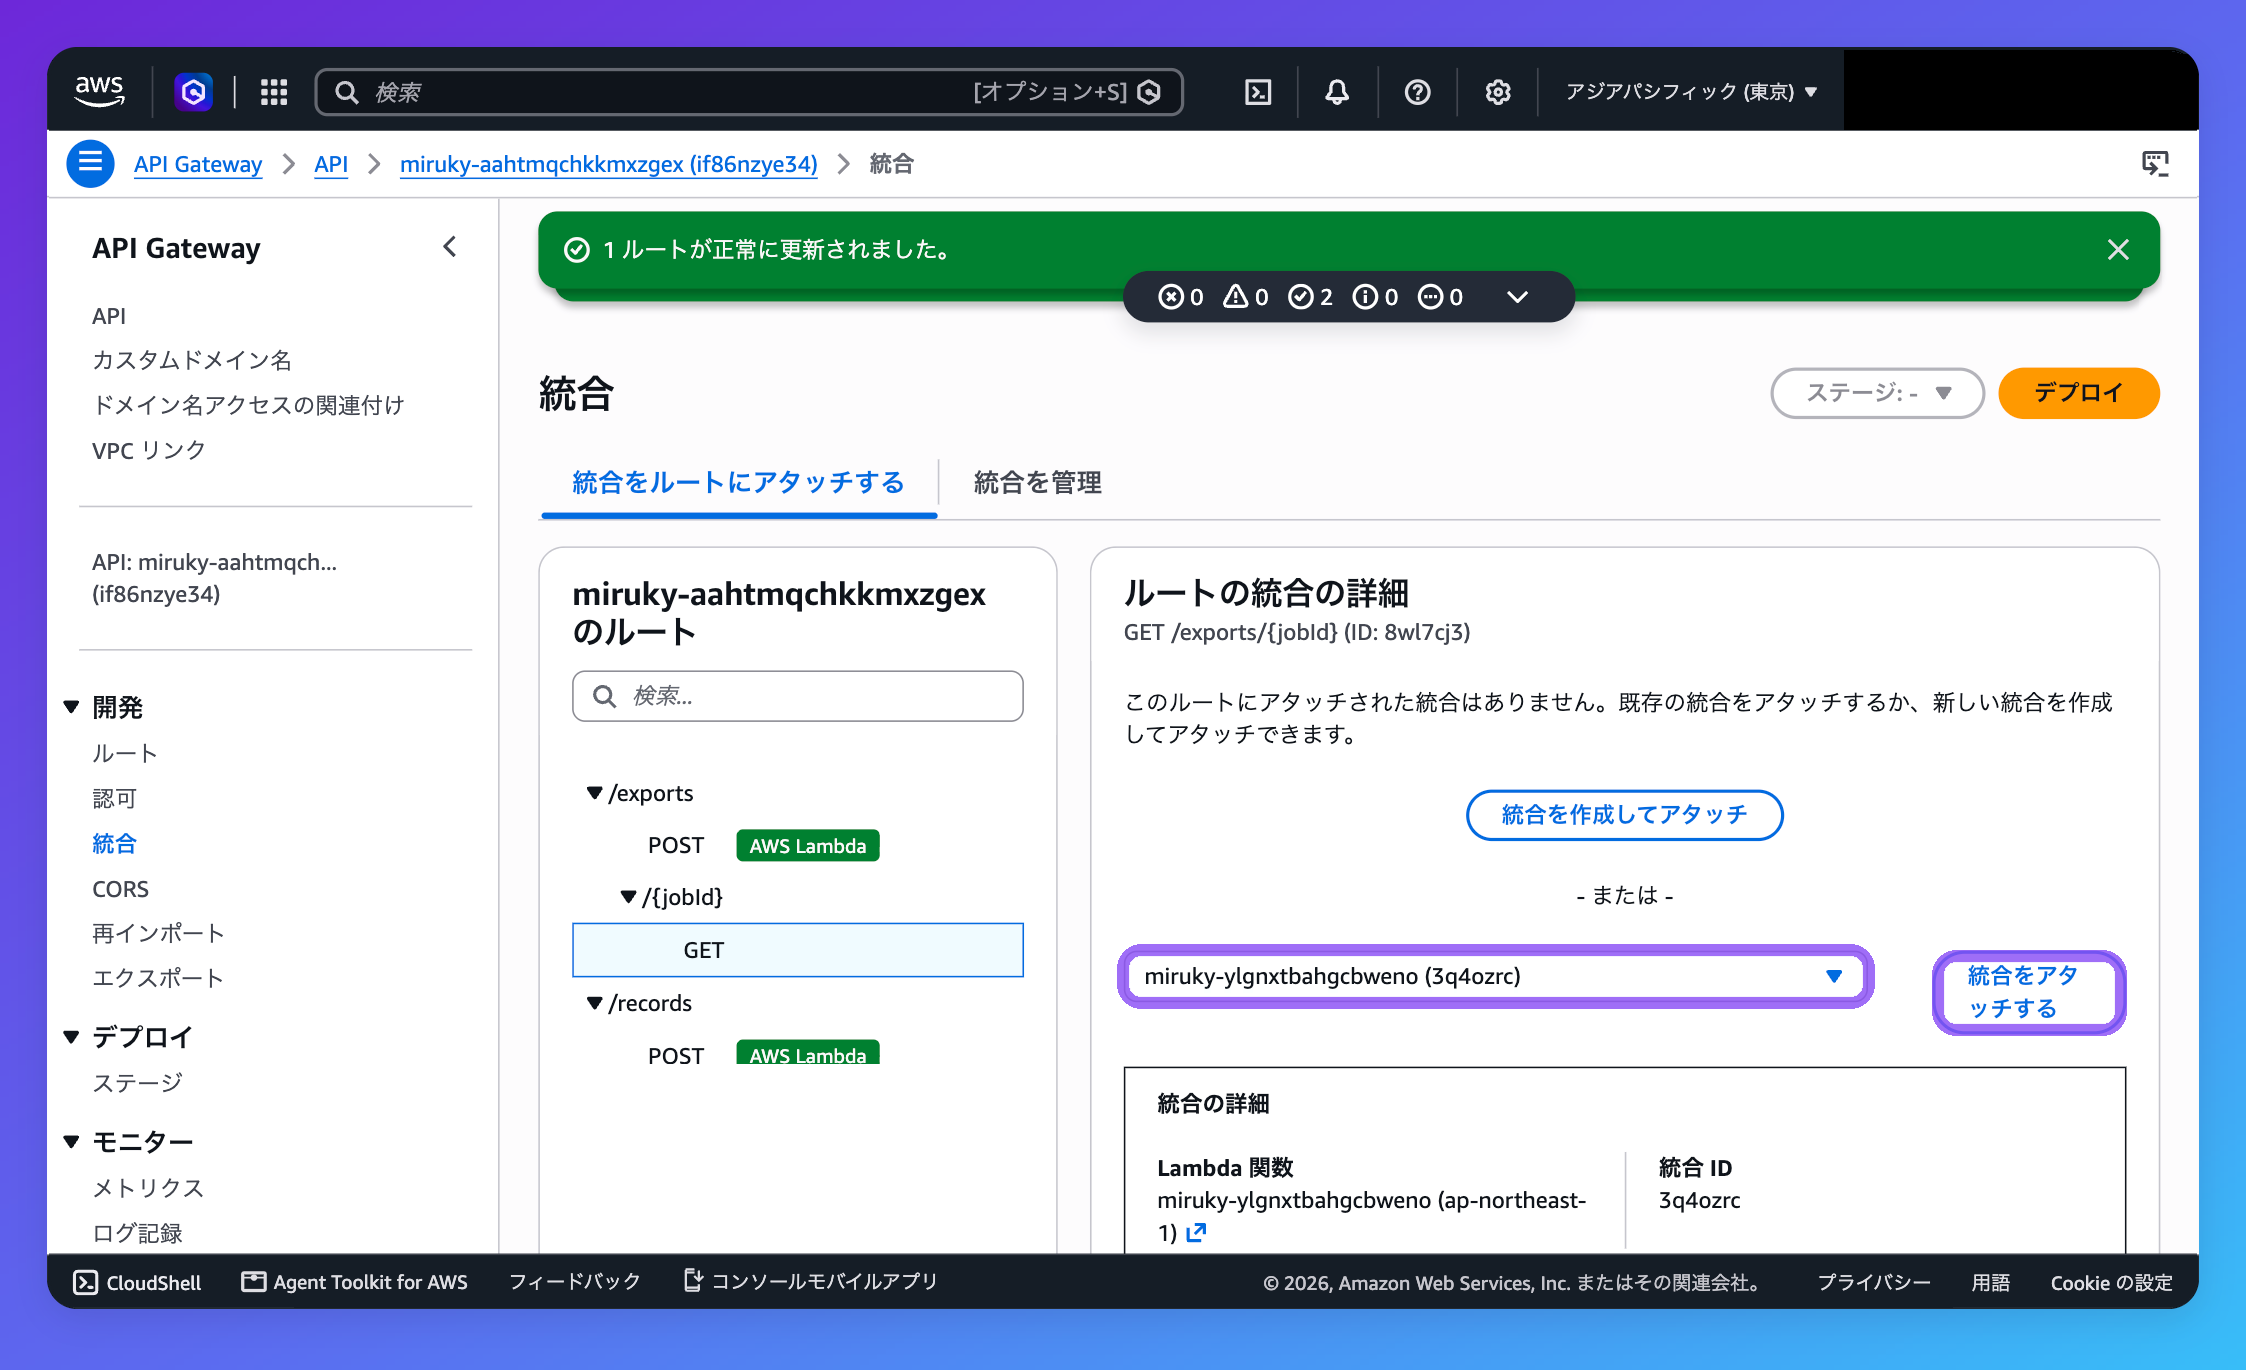 aws
検索
[オプション+S]
アジアパシフィック (東京) ▼
API Gateway > API > miruky-aahtmqchkkmxzgex (if86nzye34) > 統合
API Gateway
API
カスタムドメイン名
ドメイン名アクセスの関連付け
VPC リンク
API: miruky-aahtmqch...
(if86nzye34)
▼ 開発
ルート
認可
統合
CORS
再インポート
エクスポート
▼ デプロイ
ステージ
▼ モニター
メトリクス
ログ記録
1 ルートが正常に更新されました。
0 0 2 0 0
統合
ステージ: - ▼
デプロイ
統合をルートにアタッチする
統合を管理
miruky-aahtmqchkkmxzgex
のルート
検索...
▼ /exports
POST AWS Lambda
▼ /{jobId}
GET
▼ /records
POST AWS Lambda
ルートの統合の詳細
GET /exports/{jobId} (ID: 8wl7cj3)
このルートにアタッチされた統合はありません。既存の統合をアタッチするか、新しい統合を作成
してアタッチできます。
統合を作成してアタッチ
- または -
miruky-ylgnxtbahgcbweno (3q4ozrc) ▼
統合をアタ
ッチする
統合の詳細
Lambda 関数
miruky-ylgnxtbahgcbweno (ap-northeast-
1)
統合 ID
3q4ozrc
CloudShell
Agent Toolkit for AWS
フィードバック
コンソールモバイルアプリ
© 2026, Amazon Web Services, Inc. またはその関連会社。
プライバシー
用語
Cookie の設定